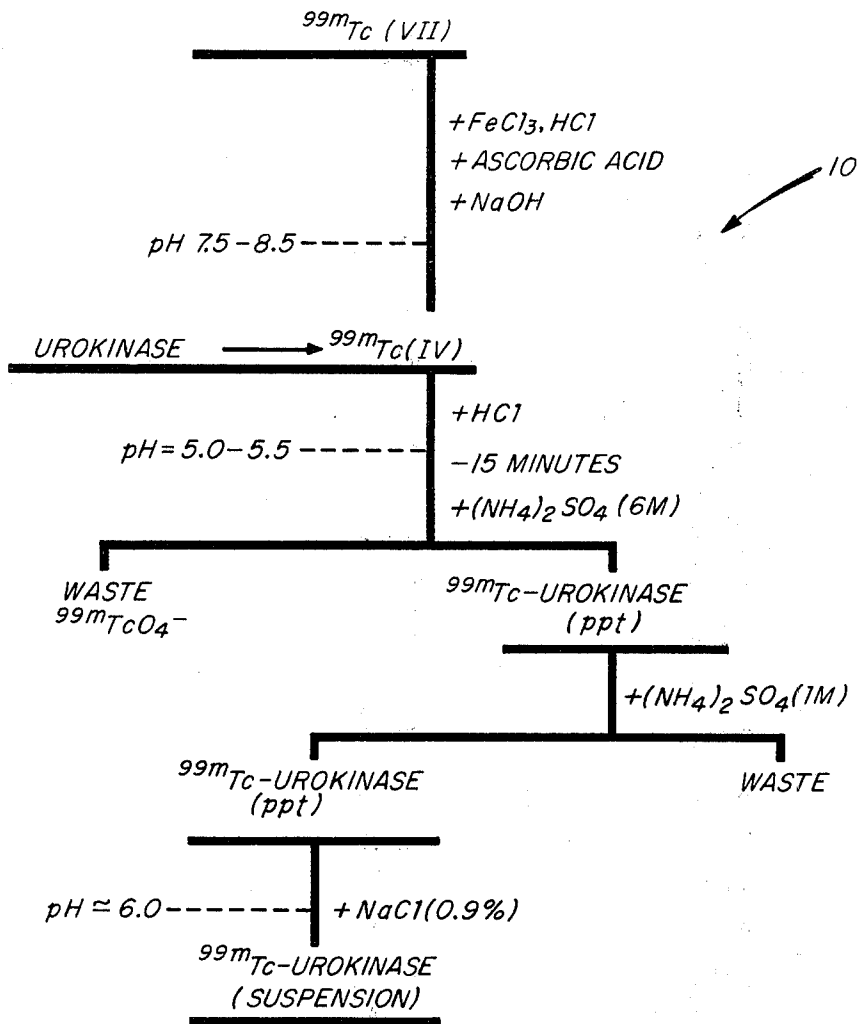 99mTc (VII)
+FeCl3, HCl
+ASCORBIC ACID
10
+NaOH
pH 7.5-8.5
UROKINASE 99mTc(IV)
+HCl
pH=5.0-5.5
-15 MINUTES
+(NH4)2 SO4 (6M)
WASTE
99mTcO4-
99mTc-UROKINASE
(ppt)
+(NH4)2 SO4(1M)
99mTc-UROKINASE
(ppt)
WASTE
pH ≃ 6.0
+NaCl(0.9%)
99mTc-UROKINASE
(SUSPENSION)